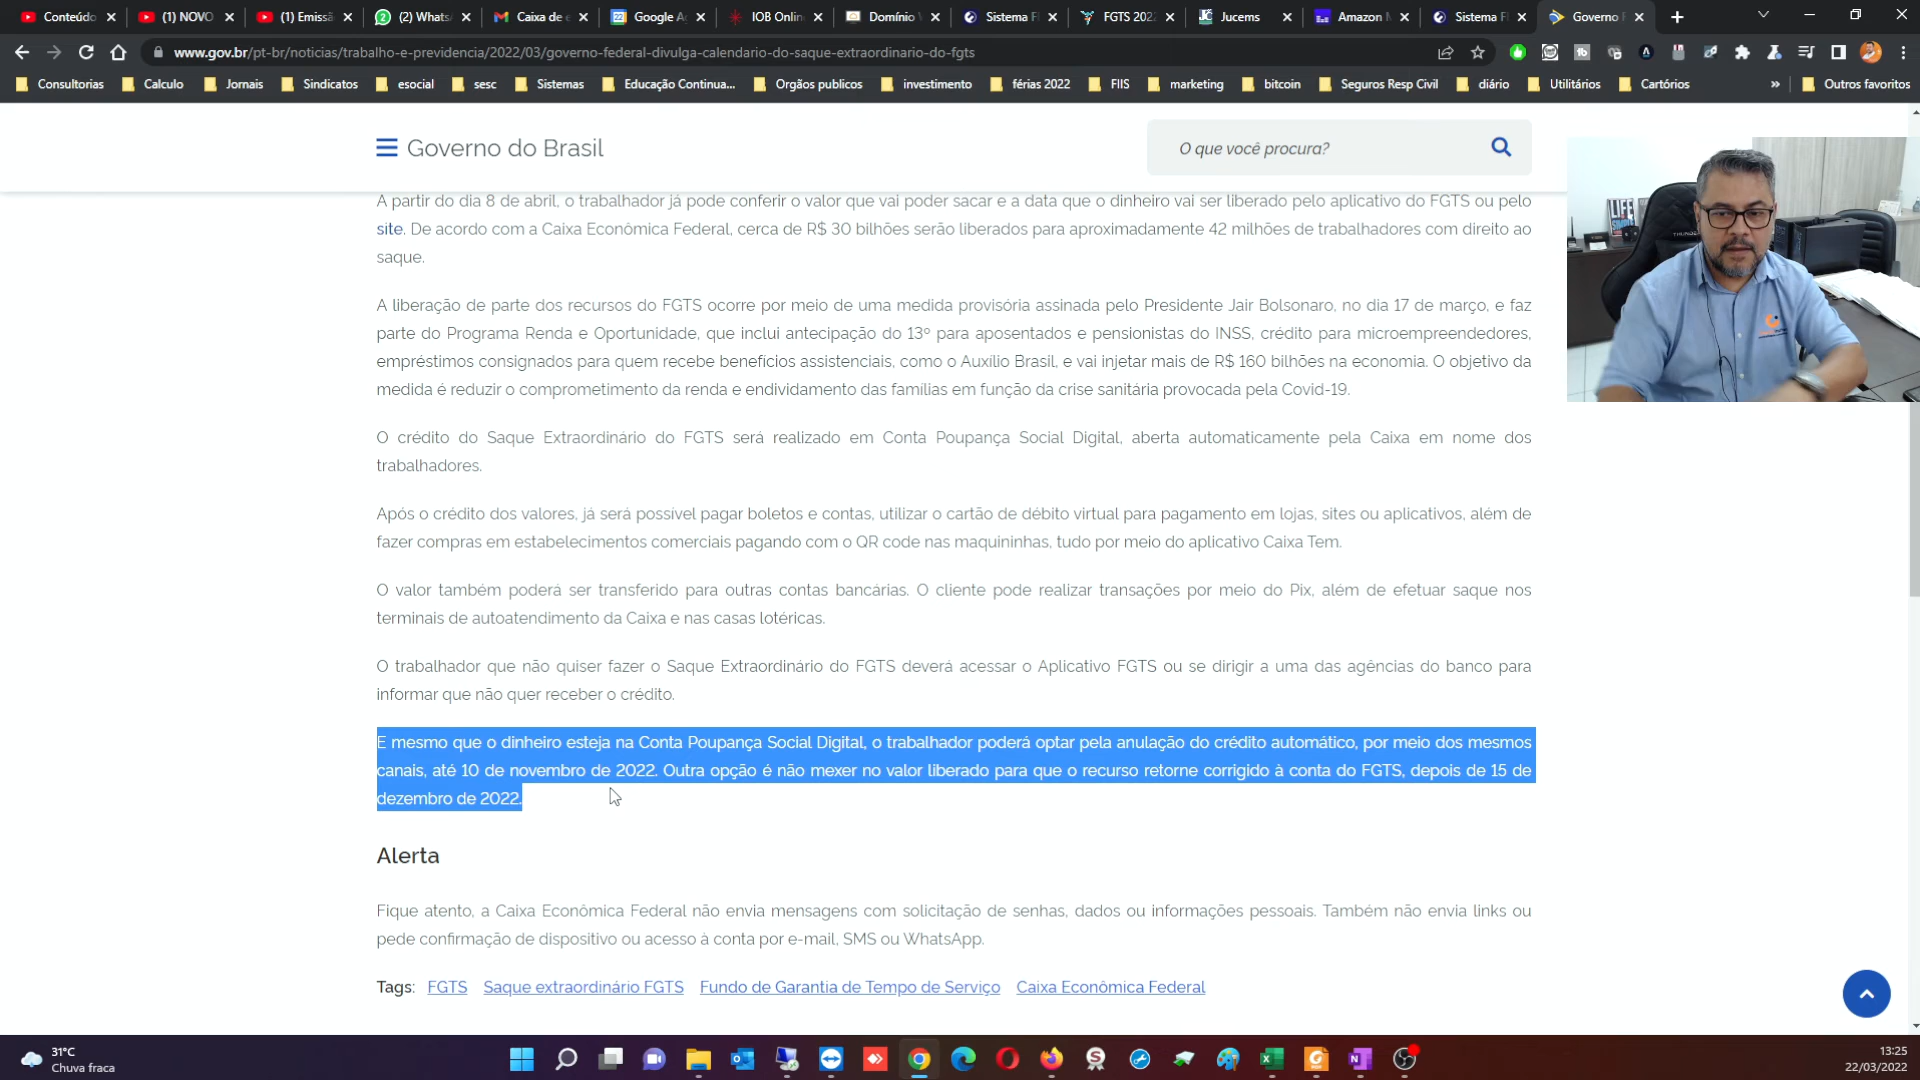 Conteúdo
(1) NOVO
(1) Emissã
(2) Whats
Caixa de e
Google A
IOB Onlin
Domínio
Sistema F
FGTS 202
Jucems
Amazon
Sistema F
Governo
www.gov.br/pt-br/noticias/trabalho-e-previdencia/2022/03/governo-federal-divulga-calendario-do-saque-extraordinario-do-fgts
Consultorias
Calculo
Jornais
Sindicatos
esocial
sesc
Sistemas
Educação Continua...
Orgãos publicos
investimento
férias 2022
FIIS
marketing
bitcoin
Seguros Resp Civil
diário
Utilitários
Cartórios
»
Outros favoritos
Governo do Brasil
O que você procura?
A partir do dia 8 de abril, o trabalhador já pode conferir o valor que vai poder sacar e a data que o dinheiro vai ser liberado pelo aplicativo do FGTS ou pelo
site. De acordo com a Caixa Econômica Federal, cerca de R$ 30 bilhões serão liberados para aproximadamente 42 milhões de trabalhadores com direito ao
saque.
A liberação de parte dos recursos do FGTS ocorre por meio de uma medida provisória assinada pelo Presidente Jair Bolsonaro, no dia 17 de março, e faz
parte do Programa Renda e Oportunidade, que inclui antecipação do 13º para aposentados e pensionistas do INSS, crédito para microempreendedores,
empréstimos consignados para quem recebe benefícios assistenciais, como o Auxílio Brasil, e vai injetar mais de R$ 160 bilhões na economia. O objetivo da
medida é reduzir o comprometimento da renda e endividamento das famílias em função da crise sanitária provocada pela Covid-19.
O crédito do Saque Extraordinário do FGTS será realizado em Conta Poupança Social Digital, aberta automaticamente pela Caixa em nome dos
trabalhadores.
Após o crédito dos valores, já será possível pagar boletos e contas, utilizar o cartão de débito virtual para pagamento em lojas, sites ou aplicativos, além de
fazer compras em estabelecimentos comerciais pagando com o QR code nas maquininhas, tudo por meio do aplicativo Caixa Tem.
O valor também poderá ser transferido para outras contas bancárias. O cliente pode realizar transações por meio do Pix, além de efetuar saque nos
terminais de autoatendimento da Caixa e nas casas lotéricas.
O trabalhador que não quiser fazer o Saque Extraordinário do FGTS deverá acessar o Aplicativo FGTS ou se dirigir a uma das agências do banco para
informar que não quer receber o crédito.
E mesmo que o dinheiro esteja na Conta Poupança Social Digital, o trabalhador poderá optar pela anulação do crédito automático, por meio dos mesmos
canais, até 10 de novembro de 2022. Outra opção é não mexer no valor liberado para que o recurso retorne corrigido à conta do FGTS, depois de 15 de
dezembro de 2022.
Alerta
Fique atento, a Caixa Econômica Federal não envia mensagens com solicitação de senhas, dados ou informações pessoais. Também não envia links ou
pede confirmação de dispositivo ou acesso à conta por e-mail, SMS ou WhatsApp.
Tags: FGTS Saque extraordinário FGTS Fundo de Garantia de Tempo de Serviço Caixa Econômica Federal
31°C
Chuva fraca
13:25
22/03/2022